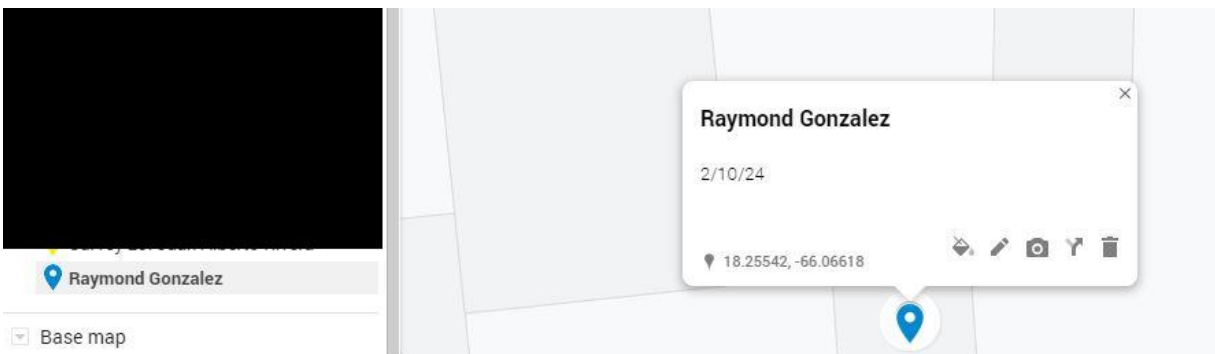 Raymond Gonzalez
Base map
Raymond Gonzalez
2/10/24
18.25542, -66.06618